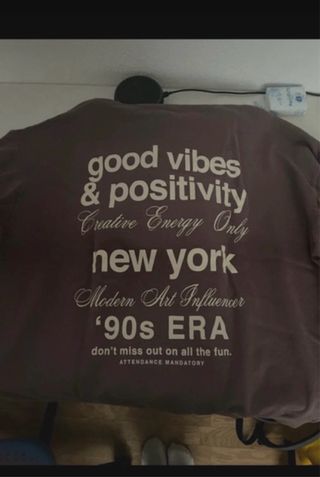 good vibes
& positivity
Creative Energy Only
new york
Modern Art Influencer
‘90s ERA
don't miss out on all the fun.
ATTENDANCE MANDATORY